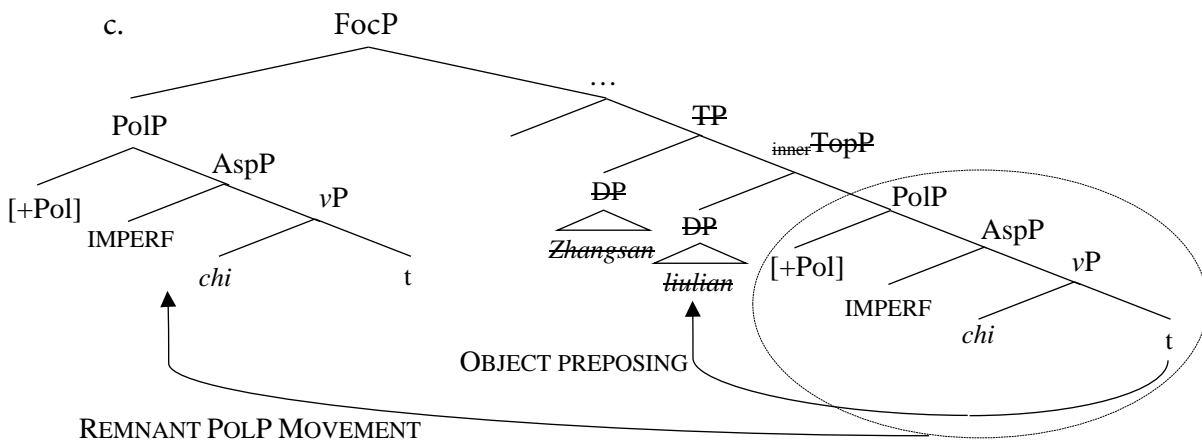 c.
FocP
…
PolP
TP
innerTopP
AspP
[+Pol]
vP
DP
PolP
IMPERF
Zhangsan
DP
AspP
chi
t
liulian
[+Pol]
vP
IMPERF
chi
t
OBJECT PREPOSING
REMNANT POLP MOVEMENT